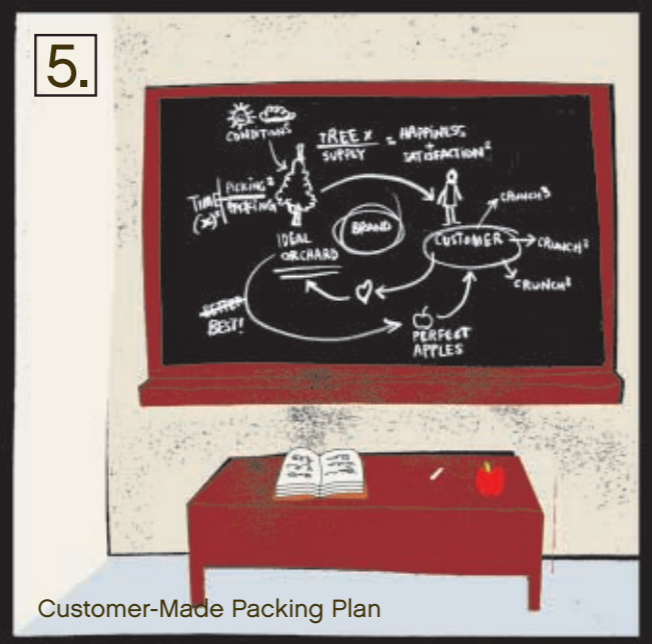 5.
CONDITIONS
TREE X
SUPPLY
= HAPPINESS
+
SATISFACTION²
TIME
(X)²
PICKING²
PACKING
IDEAL
ORCHARD
BRAND
CUSTOMER
CRUNCH³
CRUNCH²
CRUNCH²
BETTER
BEST!
PERFECT
APPLES
Customer-Made Packing Plan